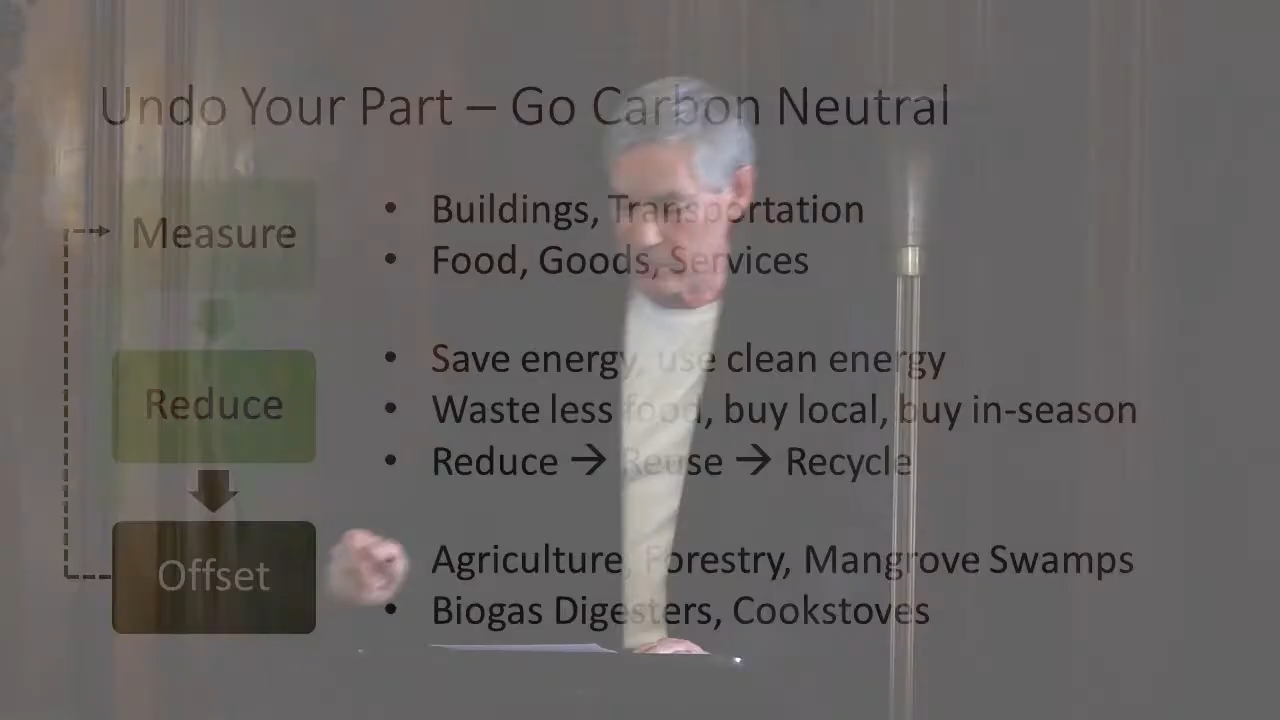 Undo Your Part – Go Carbon Neutral
Measure
• Buildings, Transportation
• Food, Goods, Services
Reduce
• Save energy, use clean energy
• Waste less food, buy local, buy in-season
• Reduce → Reuse → Recycle
Offset
• Agriculture, Forestry, Mangrove Swamps
• Biogas Digesters, Cookstoves